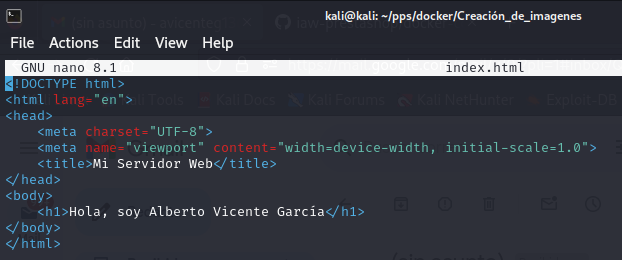 kali@kali: ~/pps/docker/Creación_de_imagenes
File Actions Edit View Help
GNU nano 8.1 index.html
<!DOCTYPE html>
<html lang="en">
<head>
    <meta charset="UTF-8">
    <meta name="viewport" content="width=device-width, initial-scale=1.0">
    <title>Mi Servidor Web</title>
</head>
<body>
    <h1>Hola, soy Alberto Vicente García</h1>
</body>
</html>